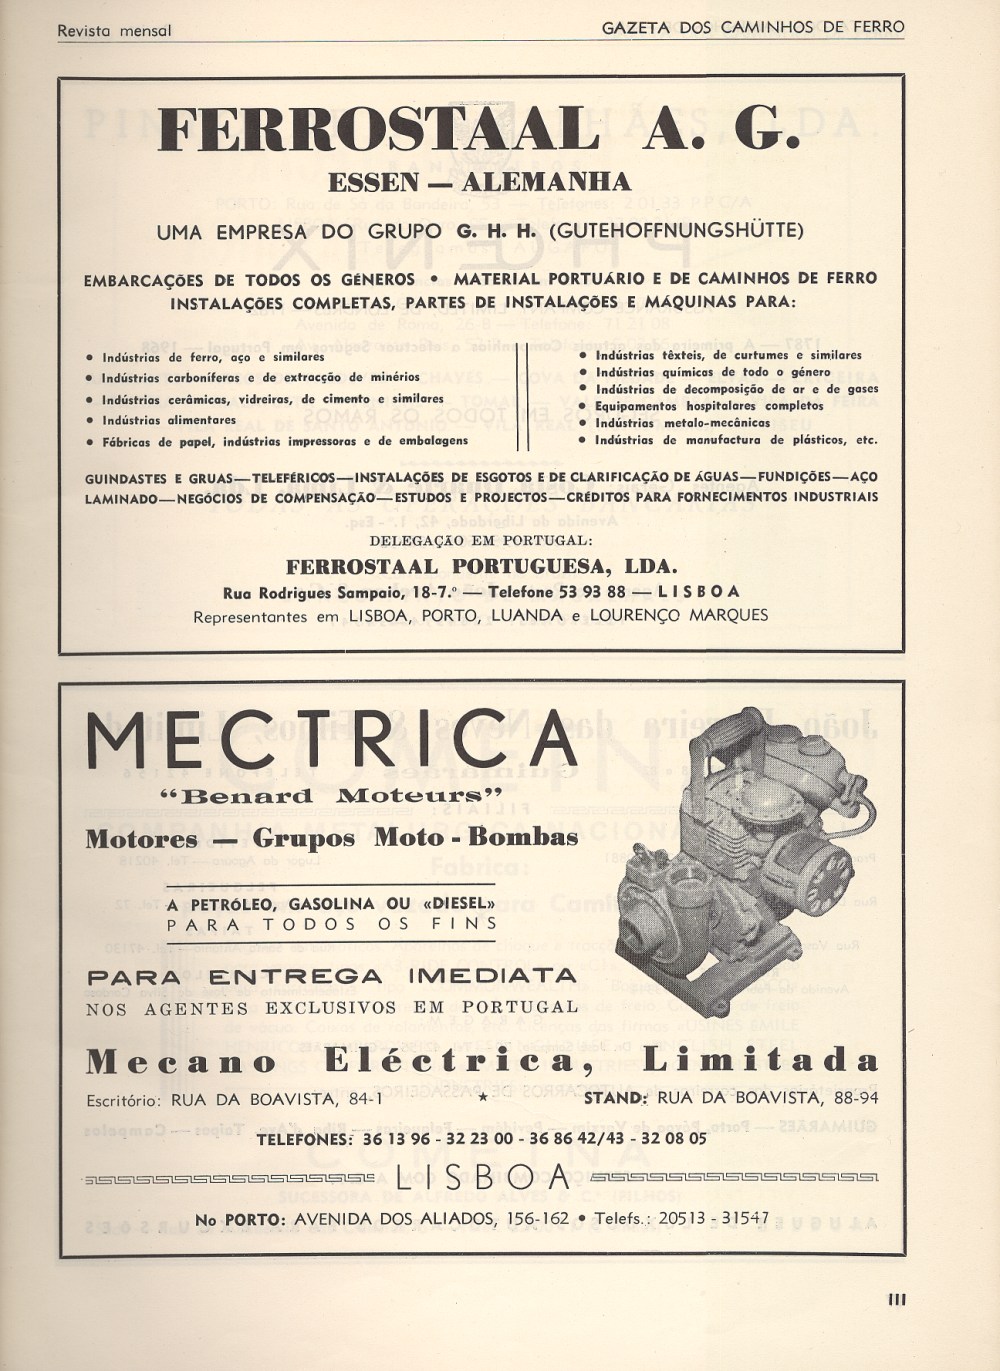 Revista mensal
GAZETA DOS CAMINHOS DE FERRO
FERROSTAAL A. G.
ESSEN — ALEMANHA
UMA EMPRESA DO GRUPO G. H. H. (GUTEHOFFNUNGSHÜTTE)
EMBARCAÇÕES DE TODOS OS GÉNEROS • MATERIAL PORTUÁRIO E DE CAMINHOS DE FERRO
INSTALAÇÕES COMPLETAS, PARTES DE INSTALAÇÕES E MÁQUINAS PARA:
• Indústrias de ferro, aço e similares
• Indústrias carboníferas e de extracção de minérios
• Indústrias cerâmicas, vidreiras, de cimento e similares
• Indústrias alimentares
• Fábricas de papel, indústrias impressoras e de embalagens
• Indústrias têxteis, de curtumes e similares
• Indústrias químicas de todo o género
• Indústrias de decomposição de ar e de gases
• Equipamentos hospitalares completos
• Indústrias metalo-mecânicas
• Indústrias de manufactura de plásticos, etc.
GUINDASTES E GRUAS—TELEFÉRICOS—INSTALAÇÕES DE ESGOTOS E DE CLARIFICAÇÃO DE ÁGUAS—FUNDIÇÕES—AÇO
LAMINADO—NEGÓCIOS DE COMPENSAÇÃO—ESTUDOS E PROJECTOS—CRÉDITOS PARA FORNECIMENTOS INDUSTRIAIS
DELEGAÇÃO EM PORTUGAL:
FERROSTAAL PORTUGUESA, LDA.
Rua Rodrigues Sampaio, 18-7.º — Telefone 53 93 88 — LISBOA
Representantes em LISBOA, PORTO, LUANDA e LOURENÇO MARQUES
MECTRICA
"Benard Moteurs"
Motores — Grupos Moto - Bombas
A PETRÓLEO, GASOLINA OU «DIESEL»
PARA TODOS OS FINS
PARA ENTREGA IMEDIATA
NOS AGENTES EXCLUSIVOS EM PORTUGAL
Mecano Eléctrica, Limitada
Escritório: RUA DA BOAVISTA, 84-1 ★ STAND: RUA DA BOAVISTA, 88-94
TELEFONES: 36 13 96 - 32 23 00 - 36 86 42/43 - 32 08 05
LISBOA
No PORTO: AVENIDA DOS ALIADOS, 156-162 • Telefs.: 20513 - 31547
III